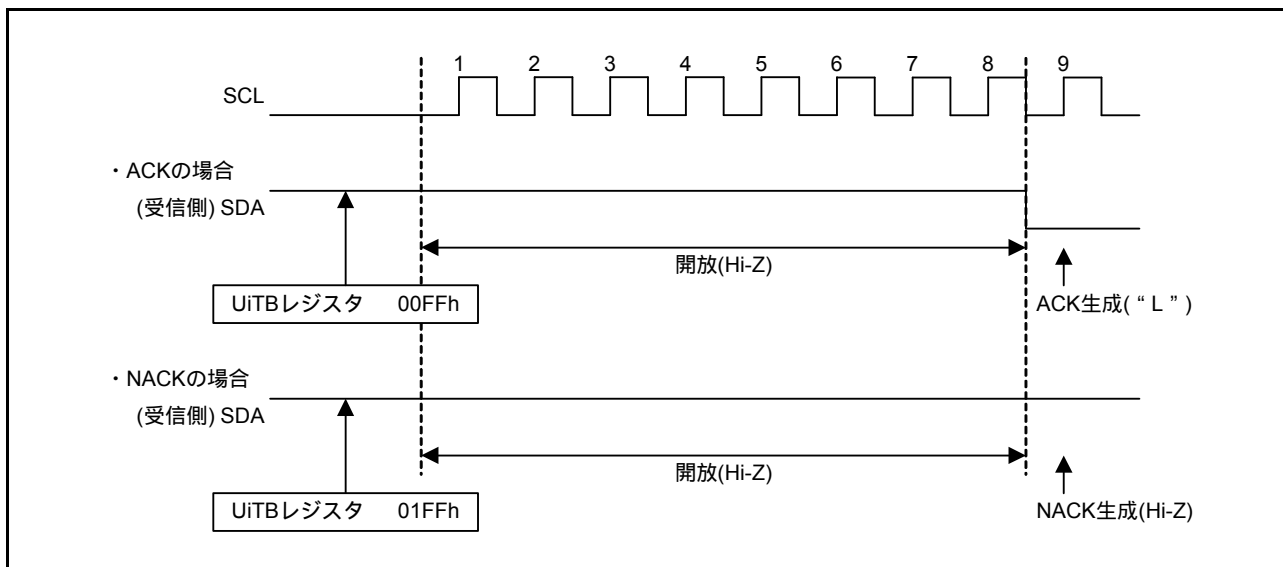 1 2 3 4 5 6 7 8 9
SCL
・ACKの場合
(受信側) SDA
開放(Hi-Z)
UiTBレジスタ 00FFh
ACK生成( “ L ” )
・NACKの場合
(受信側) SDA
開放(Hi-Z)
UiTBレジスタ 01FFh
NACK生成(Hi-Z)